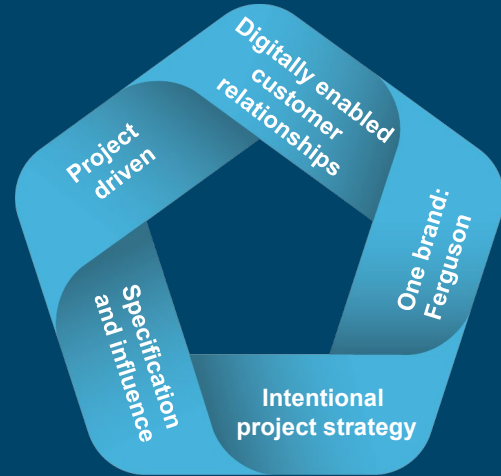 Digitally enabled
customer
relationships
One brand:
Ferguson
Intentional
project strategy
Specification
and influence
Project
driven